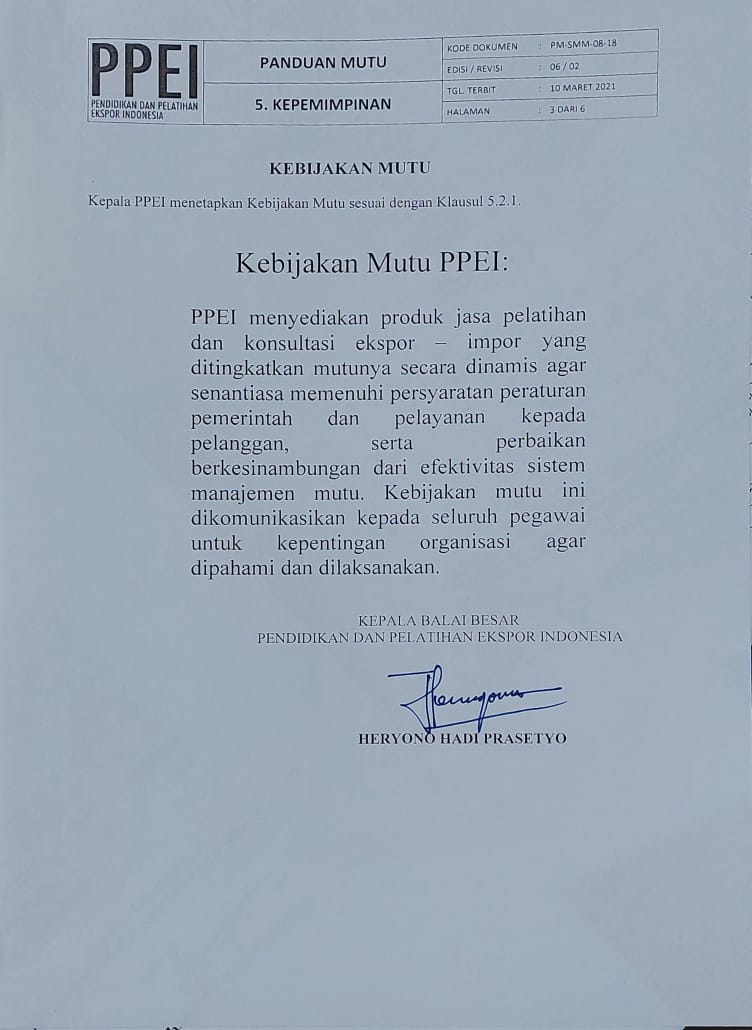 PPEI
PENDIDIKAN DAN PELATIHAN
EKSPOR INDONESIA
PANDUAN MUTU
5. KEPEMIMPINAN
KODE DOKUMEN : PM-SMM-08-18
EDISI / REVISI : 06 / 02
TGL. TERBIT : 10 MARET 2021
HALAMAN : 3 DARI 6
KEBIJAKAN MUTU
Kepala PPEI menetapkan Kebijakan Mutu sesuai dengan Klausul 5.2.1.
Kebijakan Mutu PPEI:
PPEI menyediakan produk jasa pelatihan
dan konsultasi ekspor – impor yang
ditingkatkan mutunya secara dinamis agar
senantiasa memenuhi persyaratan peraturan
pemerintah dan pelayanan kepada
pelanggan, serta perbaikan
berkesinambungan dari efektivitas sistem
manajemen mutu. Kebijakan mutu ini
dikomunikasikan kepada seluruh pegawai
untuk kepentingan organisasi agar
dipahami dan dilaksanakan.
KEPALA BALAI BESAR
PENDIDIKAN DAN PELATIHAN EKSPOR INDONESIA
HERYONO HADI PRASETYO